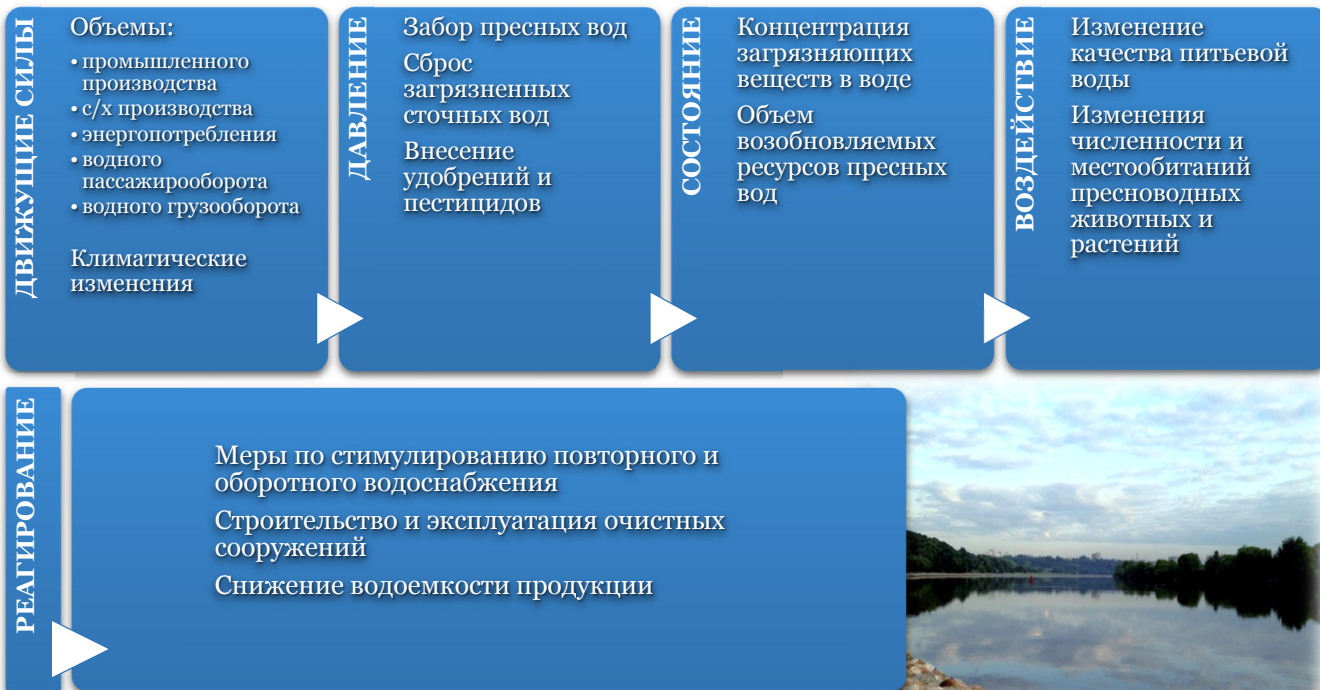 ДВИЖУЩИЕ СИЛЫ
Объемы:
• промышленного
производства
• с/х производства
• энергопотребления
• водного
пассажирооборота
• водного грузооборота
Климатические
изменения
ДАВЛЕНИЕ
Забор пресных вод
Сброс
загрязненных
сточных вод
Внесение
удобрений и
пестицидов
СОСТОЯНИЕ
Концентрация
загрязняющих
веществ в воде
Объем
возобновляемых
ресурсов пресных
вод
ВОЗДЕЙСТВИЕ
Изменение
качества питьевой
воды
Изменения
численности и
местообитаний
пресноводных
животных и
растений
РЕАГИРОВАНИЕ
Меры по стимулированию повторного и
оборотного водоснабжения
Строительство и эксплуатация очистных
сооружений
Снижение водоемкости продукции